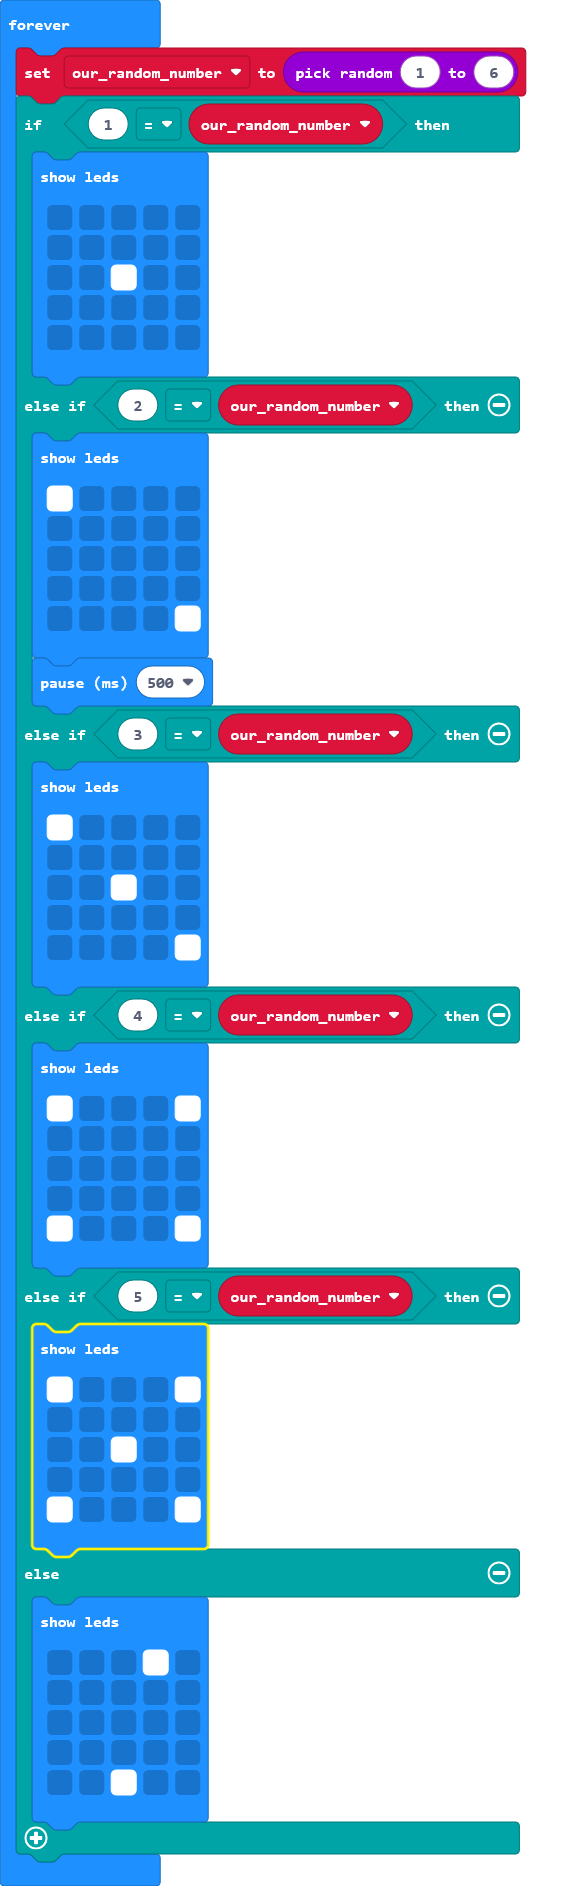 forever
set our_random_number to pick random 1 to 6
if 1 = our_random_number then
show leds
else if 2 = our_random_number then
show leds
pause (ms) 500
else if 3 = our_random_number then
show leds
else if 4 = our_random_number then
show leds
else if 5 = our_random_number then
show leds
else
show leds